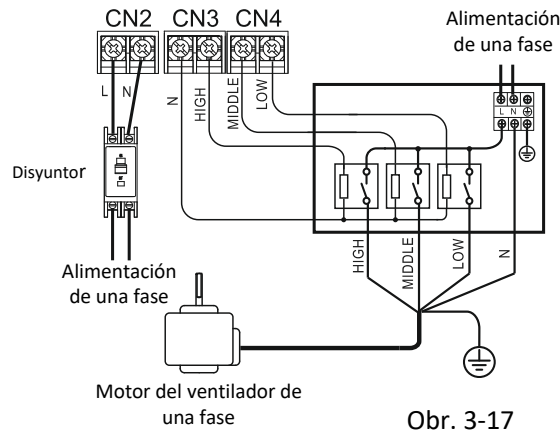 CN2 CN3 CN4
Alimentación
de una fase
L N
N HIGH MIDDLE LOW
L N
Disyuntor
HIGH MIDDLE LOW N
Alimentación
de una fase
Motor del ventilador de
una fase
Obr. 3-17